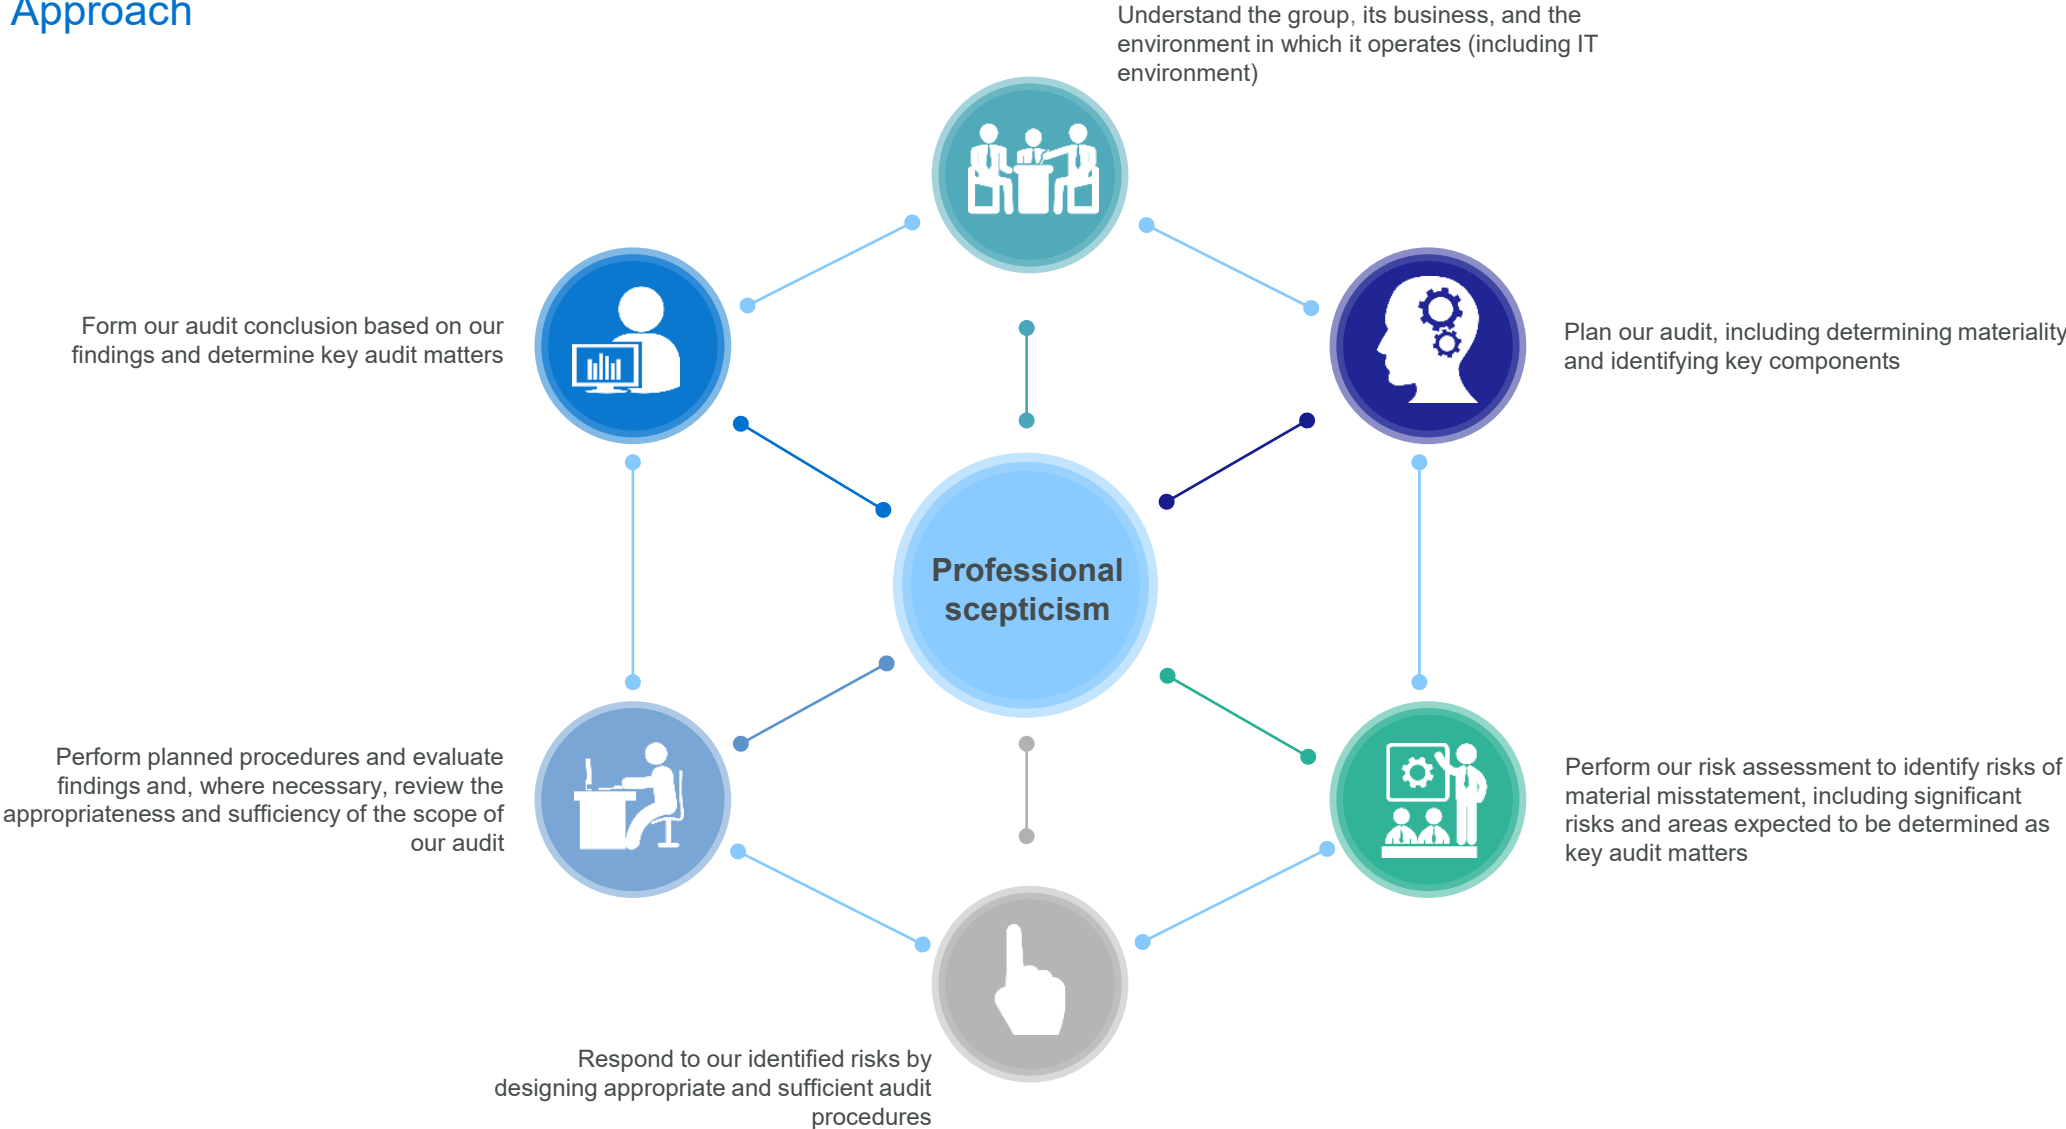 Approach
Understand the group, its business, and the
environment in which it operates (including IT
environment)
Plan our audit, including determining materiality
and identifying key components
Perform our risk assessment to identify risks of
material misstatement, including significant
risks and areas expected to be determined as
key audit matters
Respond to our identified risks by
designing appropriate and sufficient audit
procedures
Perform planned procedures and evaluate
findings and, where necessary, review the
appropriateness and sufficiency of the scope of
our audit
Form our audit conclusion based on our
findings and determine key audit matters
Professional
scepticism